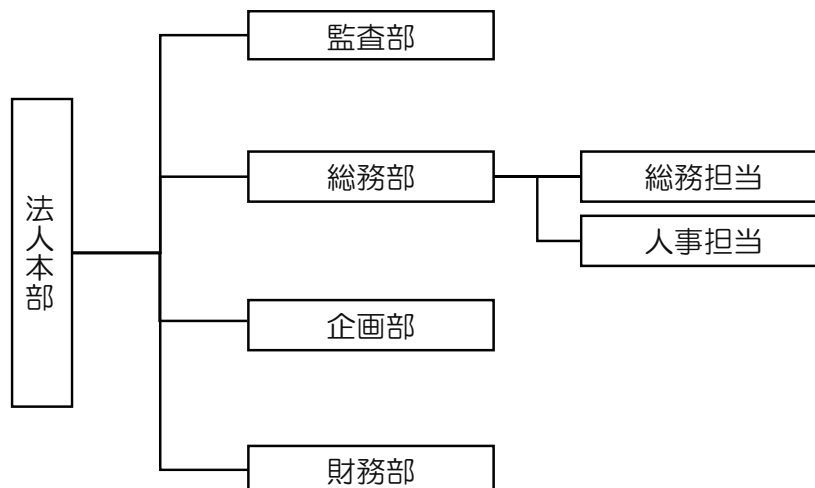 法人本部
監査部
総務部
総務担当
人事担当
企画部
財務部